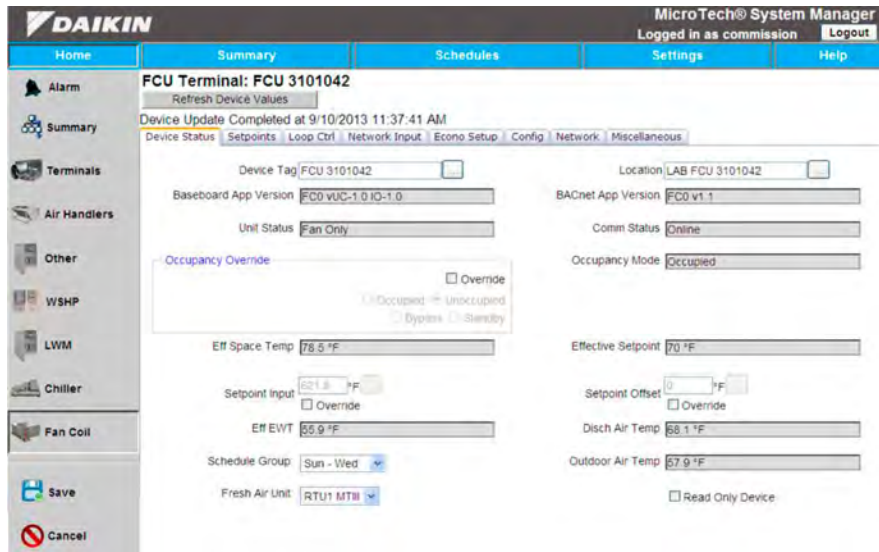 DAIKIN
MicroTech® System Manager
Logged in as commission Logout
Home Summary Schedules Settings Help
Alarm
Summary
Terminals
Air Handlers
Other
WSHP
LWM
Chiller
Fan Coil
Save
Cancel
FCU Terminal: FCU 3101042
Refresh Device Values
Device Update Completed at 9/10/2013 11:37:41 AM
Device Status Setpoints Loop Ctrl Network Input Econo Setup Config Network Miscellaneous
Device Tag FCU 3101042 Location LAB FCU 3101042
Baseboard App Version FC0 vUC-1.0 IO-1.0 BACnet App Version FC0 v1.1
Unit Status Fan Only Comm Status Online
Occupancy Override Occupancy Mode Occupied
Override
Occupied Unoccupied
Bypass Standby
Eff Space Temp 78.5 °F Effective Setpoint 70 °F
Setpoint Input 621.8 °F Setpoint Offset 0 °F
Override Override
Eff EWT 55.9 °F Disch Air Temp 68.1 °F
Schedule Group Sun - Wed Outdoor Air Temp 57.9 °F
Fresh Air Unit RTU1 MTIII Read Only Device